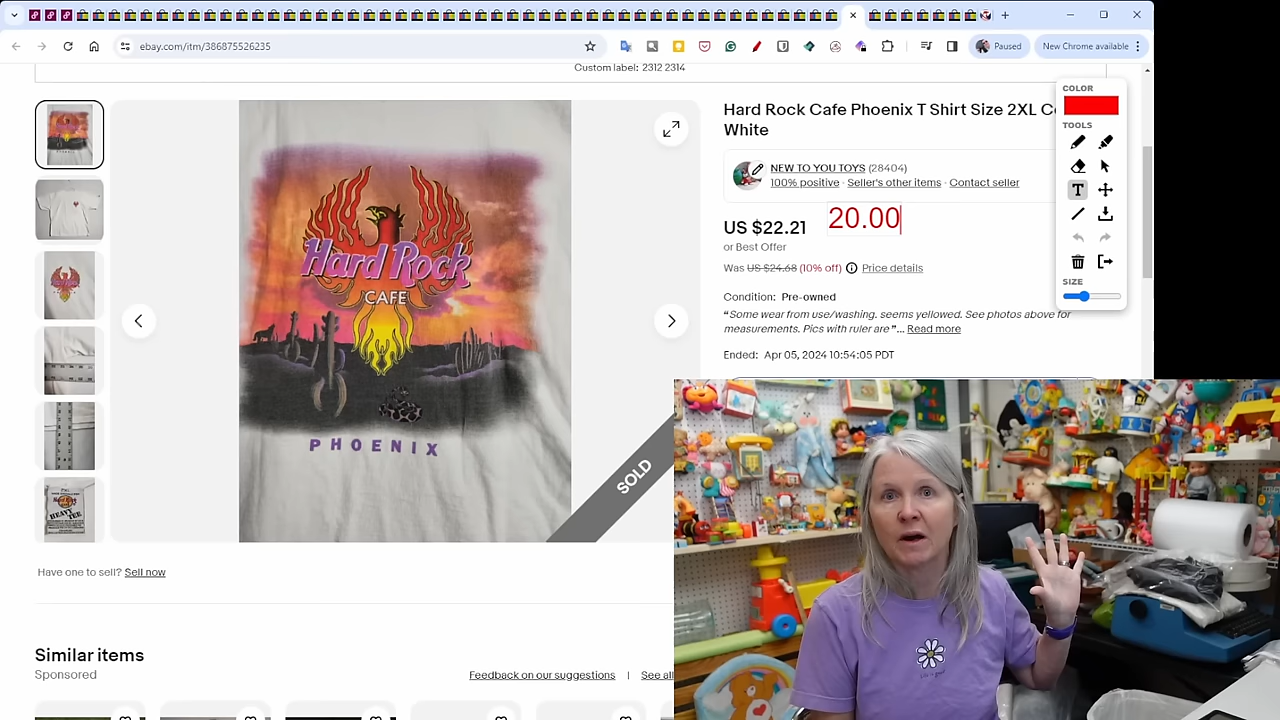 ebay.com/itm/386875526235
Paused
New Chrome available
Custom label: 2312 2314
COLOR
TOOLS
T
SIZE
Hard Rock Cafe Phoenix T Shirt Size 2XL
White
NEW TO YOU TOYS (28404)
100% positive · Seller's other items · Contact seller
US $22.21
20.00
or Best Offer
Was US $24.68 (10% off)
Price details
Condition: Pre-owned
“Some wear from use/washing. seems yellowed. See photos above for
measurements. Pics with ruler are”... Read more
Ended: Apr 05, 2024 10:54:05 PDT
Hard Rock
CAFE
PHOENIX
SOLD
Have one to sell? Sell now
Similar items
Sponsored
Feedback on our suggestions
See all